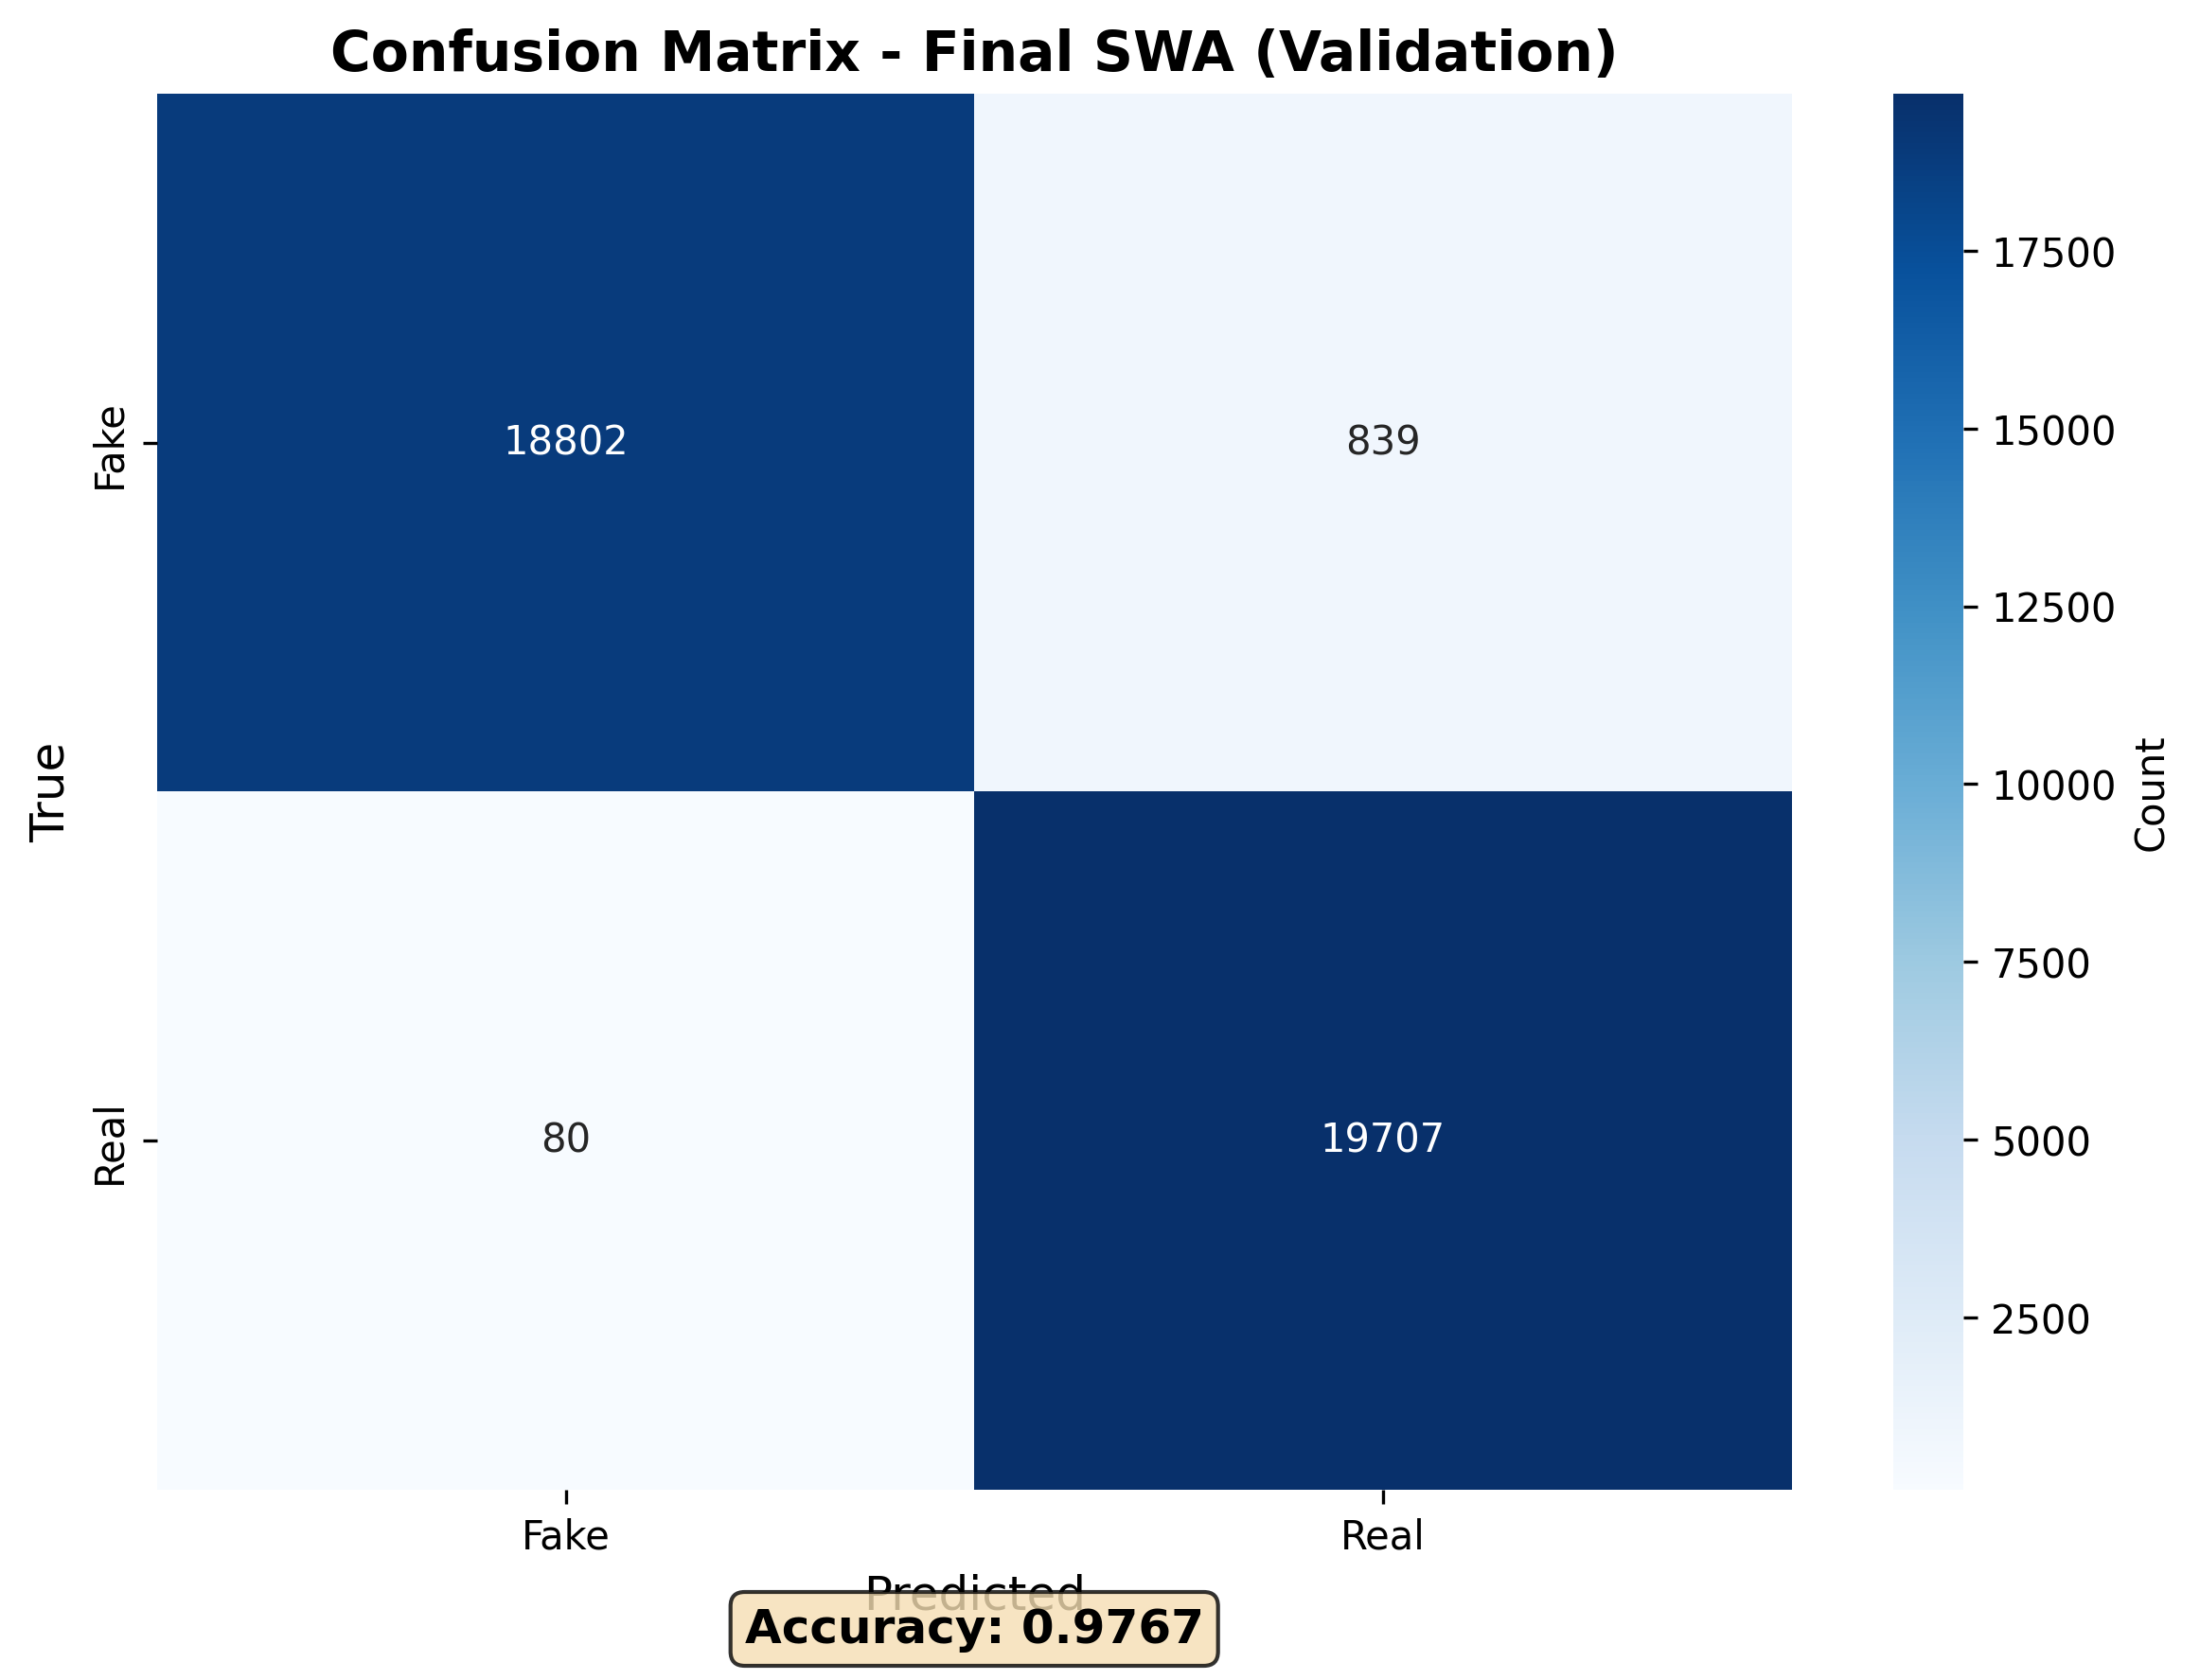 Confusion Matrix - Final SWA (Validation)
True
Fake
18802
839
Real
80
19707
Fake
Real
Predicted
Accuracy: 0.9767
17500
15000
12500
10000
7500
5000
2500
Count